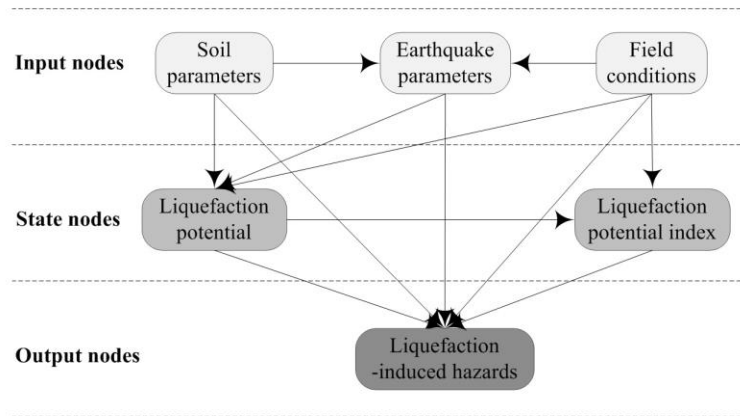 Input nodes
Soil
parameters
Earthquake
parameters
Field
conditions
State nodes
Liquefaction
potential
Liquefaction
potential index
Output nodes
Liquefaction
-induced hazards